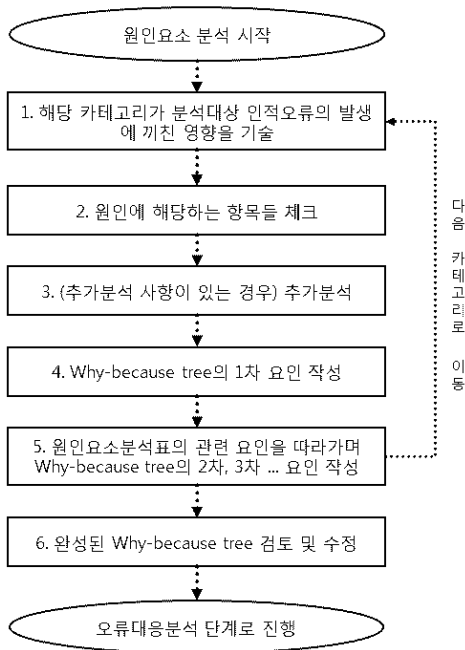 원인요소 분석 시작
1. 해당 카테고리가 분석대상 인적오류의 발생
에 끼친 영향을 기술
2. 원인에 해당하는 항목들 체크
3. (추가분석 사항이 있는 경우) 추가분석
4. Why-because tree의 1차 요인 작성
5. 원인요소분석표의 관련 요인을 따라가며
Why-because tree의 2차, 3차 ... 요인 작성
6. 완성된 Why-because tree 검토 및 수정
오류대응분석 단계로 진행
다음 카테고리로 이동